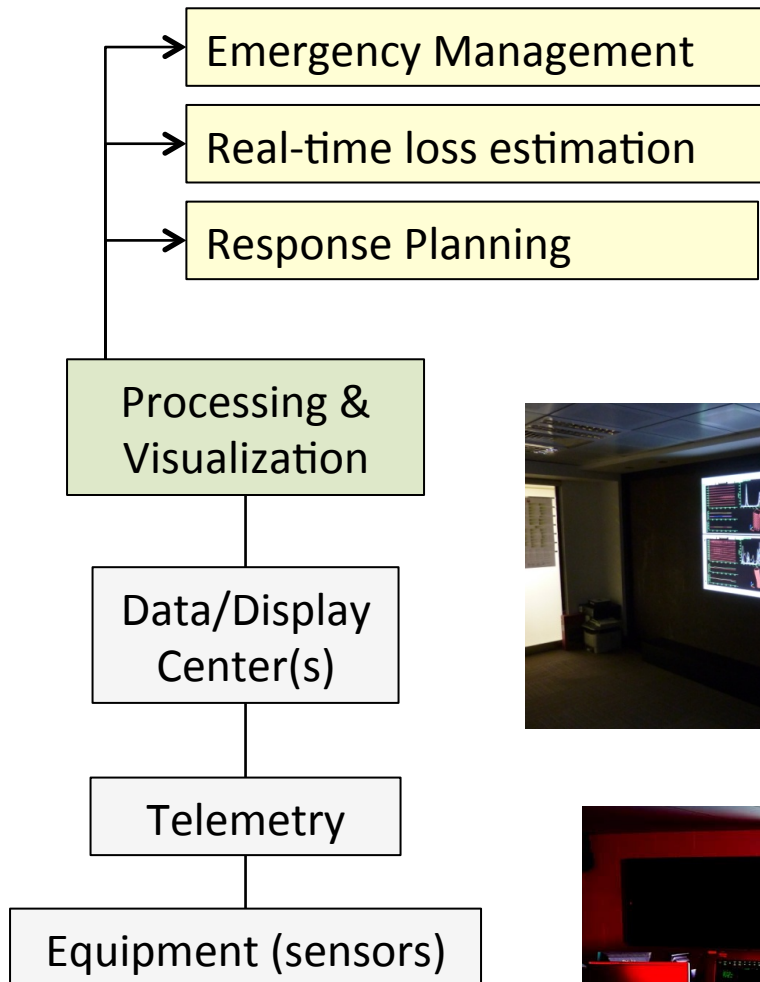 Emergency Management
Real-time loss estimation
Response Planning
Processing &
Visualization
Data/Display
Center(s)
Telemetry
Equipment (sensors)